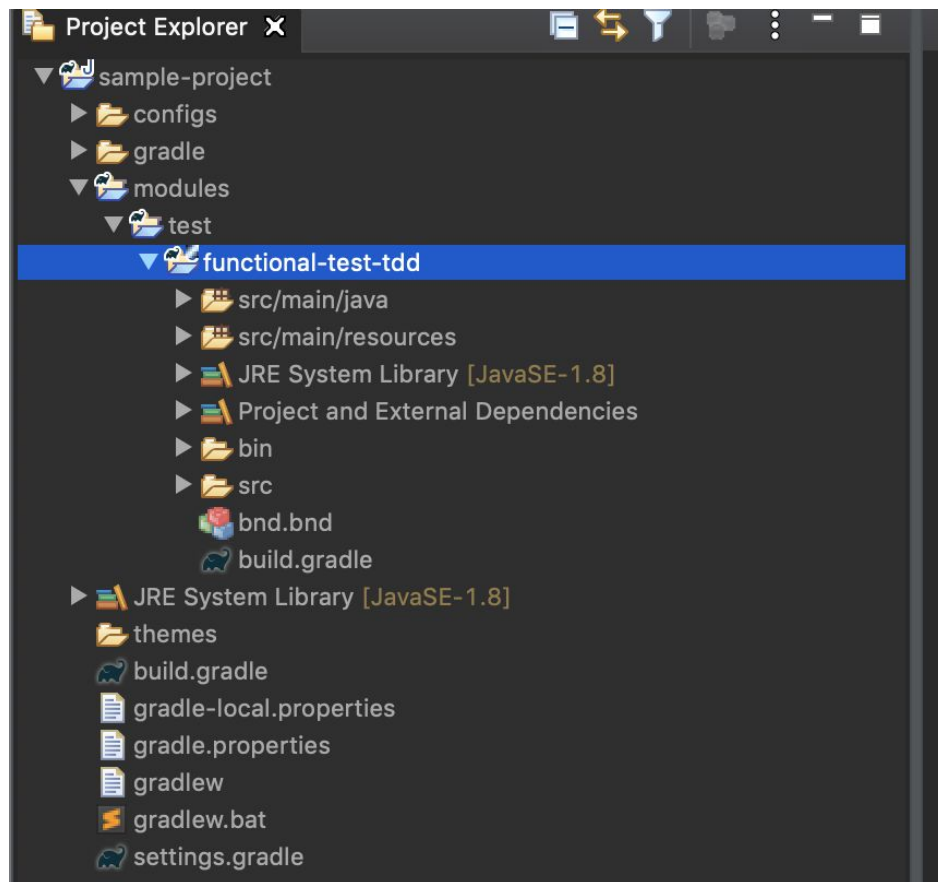 Project Explorer
sample-project
configs
gradle
modules
test
functional-test-tdd
src/main/java
src/main/resources
JRE System Library [JavaSE-1.8]
Project and External Dependencies
bin
src
bnd.bnd
build.gradle
JRE System Library [JavaSE-1.8]
themes
build.gradle
gradle-local.properties
gradle.properties
gradlew
gradlew.bat
settings.gradle